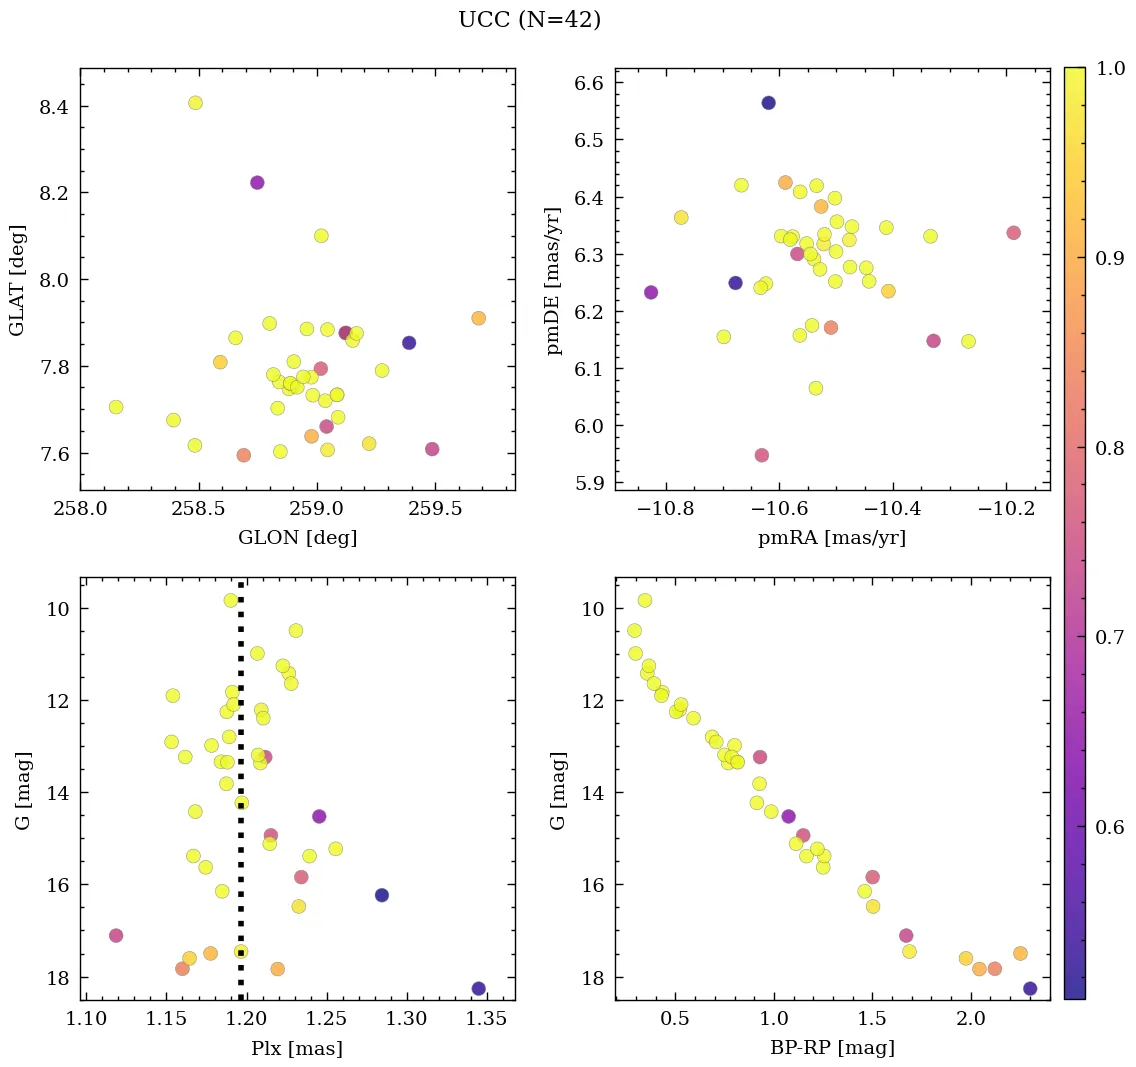 UCC (N=42)
8.4
8.2
8.0
7.8
7.6
GLAT [deg]
258.0 258.5 259.0 259.5
GLON [deg]
6.6
6.5
6.4
6.3
6.2
6.1
6.0
5.9
pmDE [mas/yr]
−10.8 −10.6 −10.4 −10.2
pmRA [mas/yr]
10
12
14
16
18
G [mag]
1.10 1.15 1.20 1.25 1.30 1.35
Plx [mas]
10
12
14
16
18
G [mag]
0.5 1.0 1.5 2.0
BP-RP [mag]
1.0
0.9
0.8
0.7
0.6